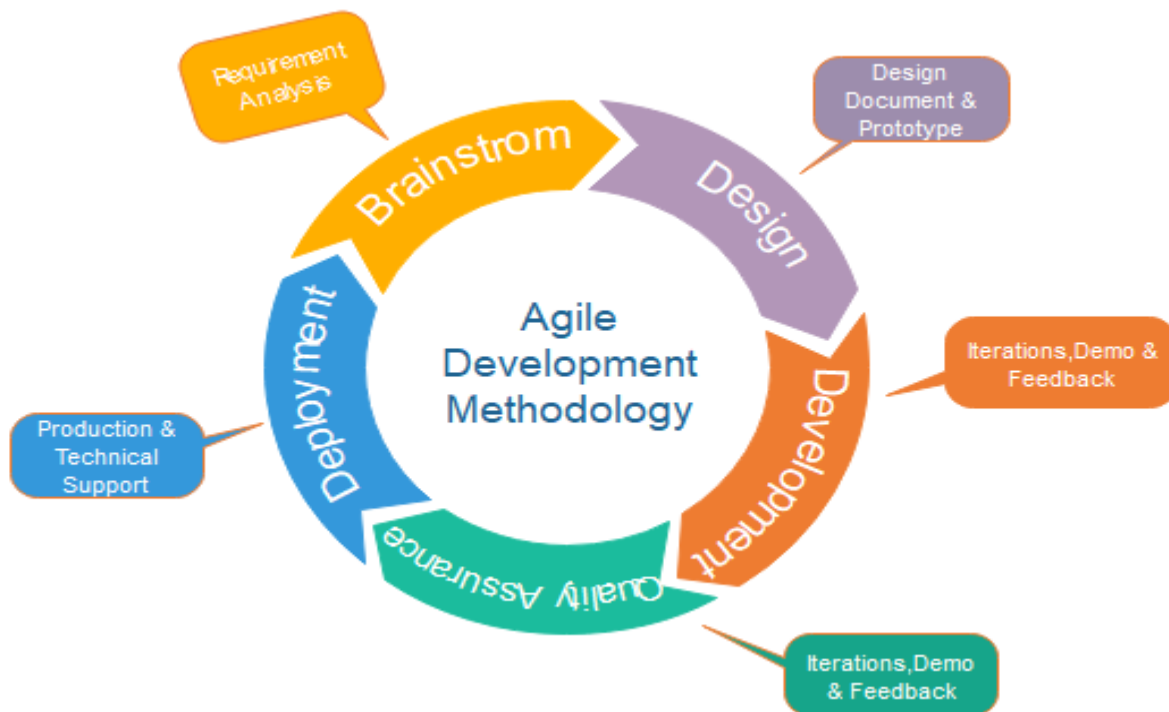 Requirement
Analysis
Brainstrom
Design
Document &
Prototype
Design
Iterations,Demo &
Feedback
Development
Iterations,Demo
& Feedback
Quality Assurance
Production &
Technical
Support
Deployment
Agile
Development
Methodology